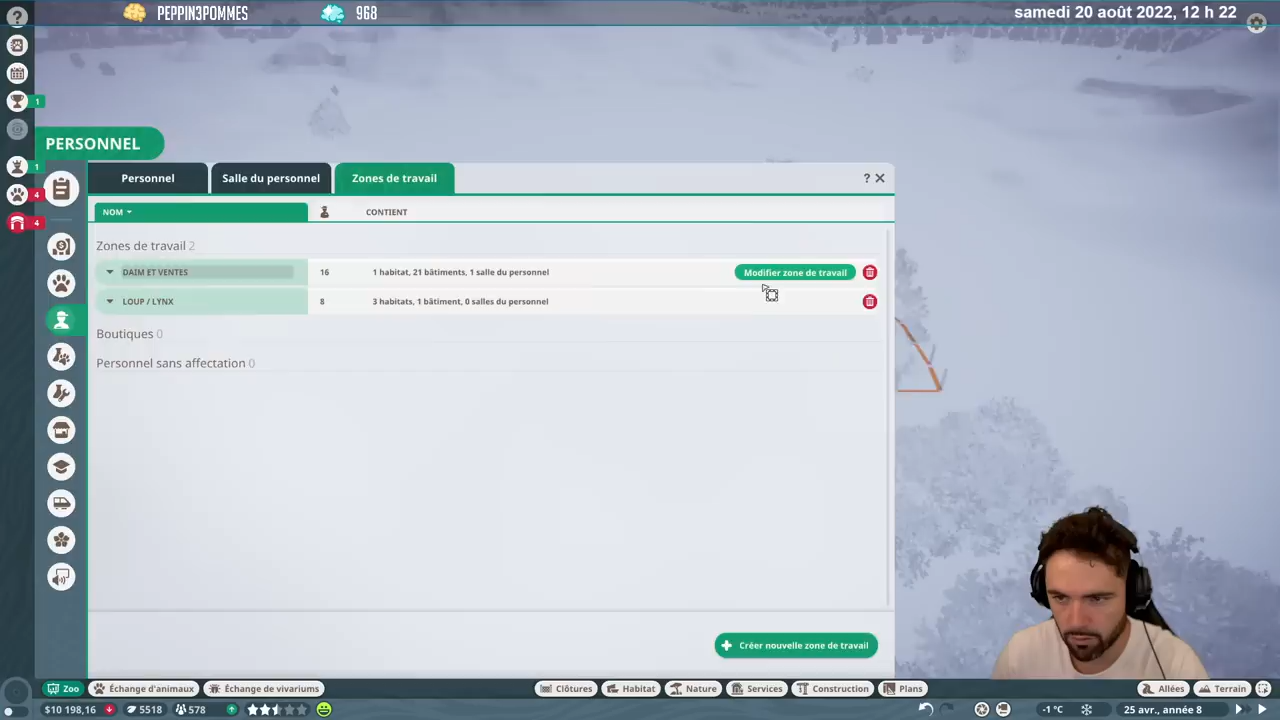 PEPPIN3POMMES
968
samedi 20 août 2022, 12 h 22
?
1
1
4
4
PERSONNEL
Personnel
Salle du personnel
Zones de travail
?
NOM
CONTIENT
Zones de travail 2
DAIM ET VENTES
16
1 habitat, 21 bâtiments, 1 salle du personnel
Modifier zone de travail
LOUP / LYNX
8
3 habitats, 1 bâtiment, 0 salles du personnel
Boutiques 0
Personnel sans affectation 0
Créer nouvelle zone de travail
Zoo
Échange d'animaux
Échange de vivariums
Clôtures
Habitat
Nature
Services
Construction
Plans
Allées
Terrain
$10 198,16
5518
578
-1 °C
25 avr., année 8